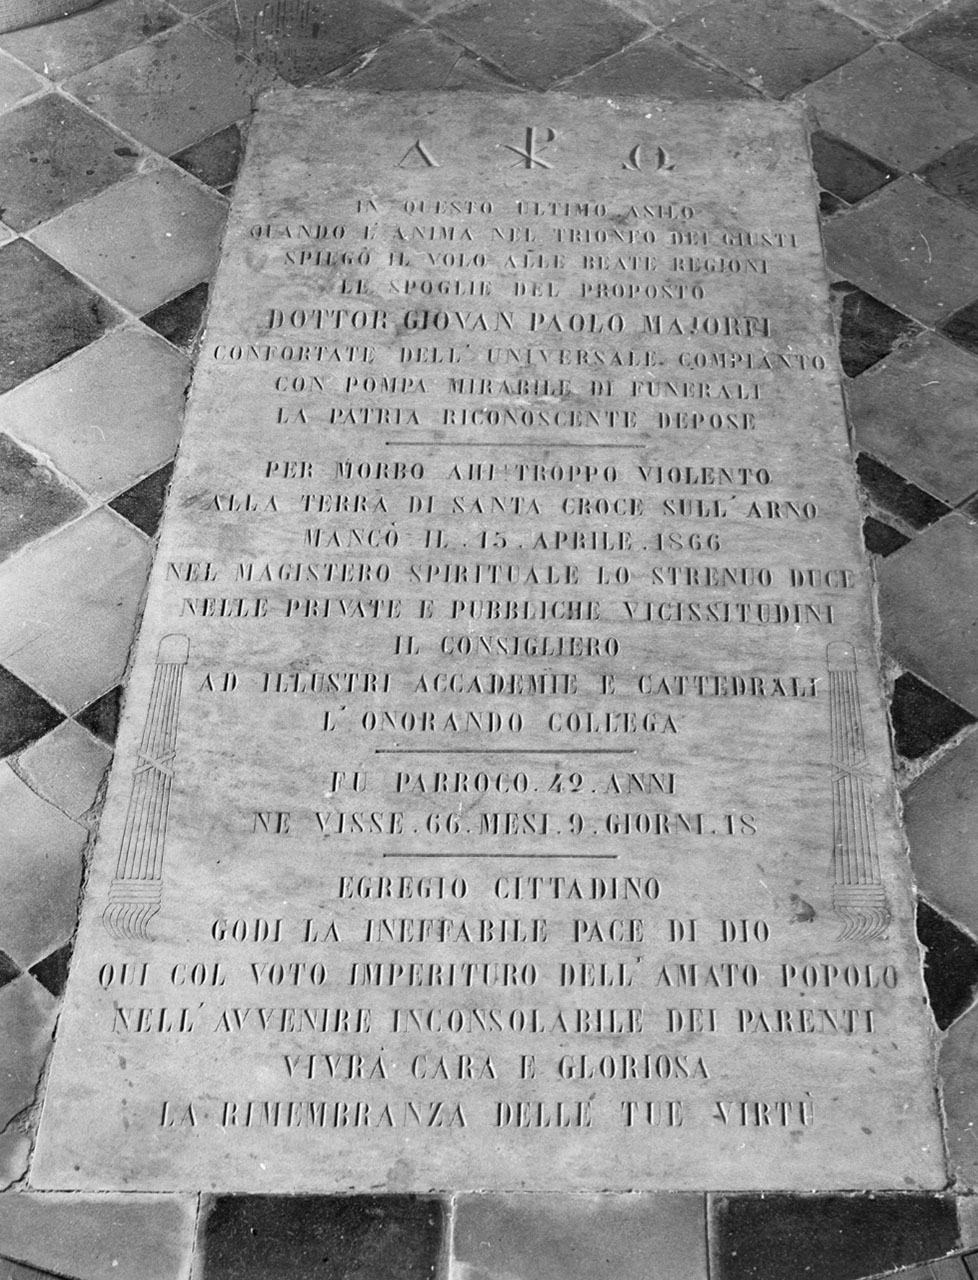 Α ☧ Ω
IN QUESTO ULTIMO ASILO
QUANDO L'ANIMA NEL TRIONFO DEI GIUSTI
SPIEGÒ IL VOLO ALLE BEATE REGIONI
LE SPOGLIE DEL PROPOSTO
DOTTOR GIOVAN PAOLO MAJORFI
CONFORTATE DELL'UNIVERSALE COMPIANTO
CON POMPA MIRABILE DI FUNERALI
LA PATRIA RICONOSCENTE DEPOSE
PER MORBO AHI! TROPPO VIOLENTO
ALLA TERRA DI SANTA CROCE SULL'ARNO
MANCÒ IL . 15 . APRILE . 1866
NEL MAGISTERO SPIRITUALE LO STRENUO DUCE
NELLE PRIVATE E PUBBLICHE VICISSITUDINI
IL CONSIGLIERO
AD ILLUSTRI ACCADEMIE E CATTEDRALI
L'ONORANDO COLLEGA
FU PARROCO . 42 . ANNI
NE VISSE . 66 . MESI . 9 . GIORNI . 18
EGREGIO CITTADINO
GODI LA INEFFABILE PACE DI DIO
QUI COL VOTO IMPERITURO DELL'AMATO POPOLO
NELL'AVVENIRE INCONSOLABILE DEI PARENTI
VIVRÀ CARA E GLORIOSA
LA RIMEMBRANZA DELLE TUE VIRTÙ